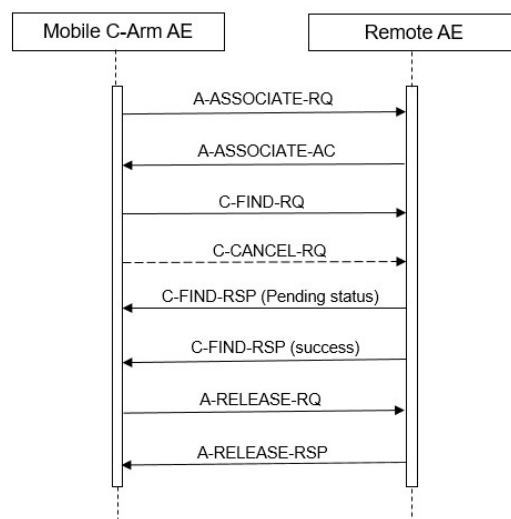 Mobile C-Arm AE
Remote AE
A-ASSOCIATE-RQ
A-ASSOCIATE-AC
C-FIND-RQ
C-CANCEL-RQ
C-FIND-RSP (Pending status)
C-FIND-RSP (success)
A-RELEASE-RQ
A-RELEASE-RSP